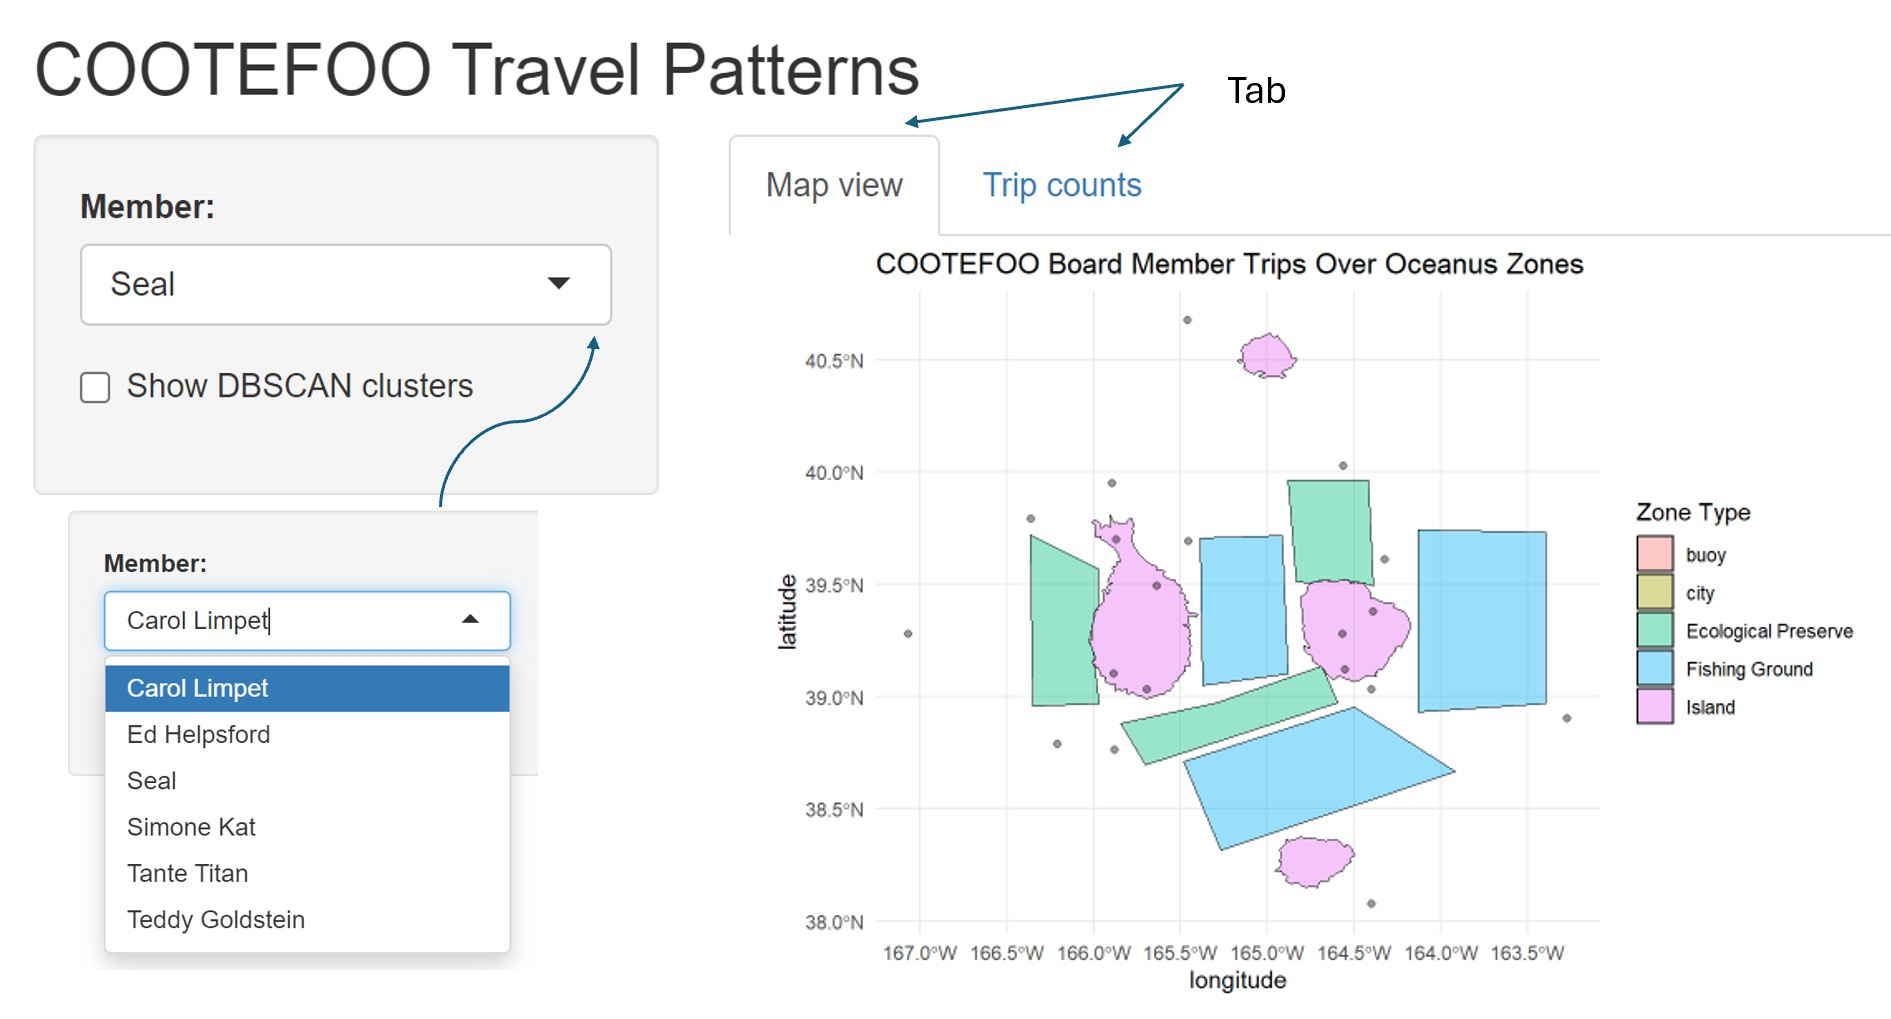 COOTEFOO Travel Patterns
Tab
Member:
Seal
Show DBSCAN clusters
Member:
Carol Limpet
Carol Limpet
Ed Helpsford
Seal
Simone Kat
Tante Titan
Teddy Goldstein
Map view
Trip counts
COOTEFOO Board Member Trips Over Oceanus Zones
40.5°N
40.0°N
39.5°N
39.0°N
38.5°N
38.0°N
latitude
167.0°W 166.5°W 166.0°W 165.5°W 165.0°W 164.5°W 164.0°W 163.5°W
longitude
Zone Type
buoy
city
Ecological Preserve
Fishing Ground
Island